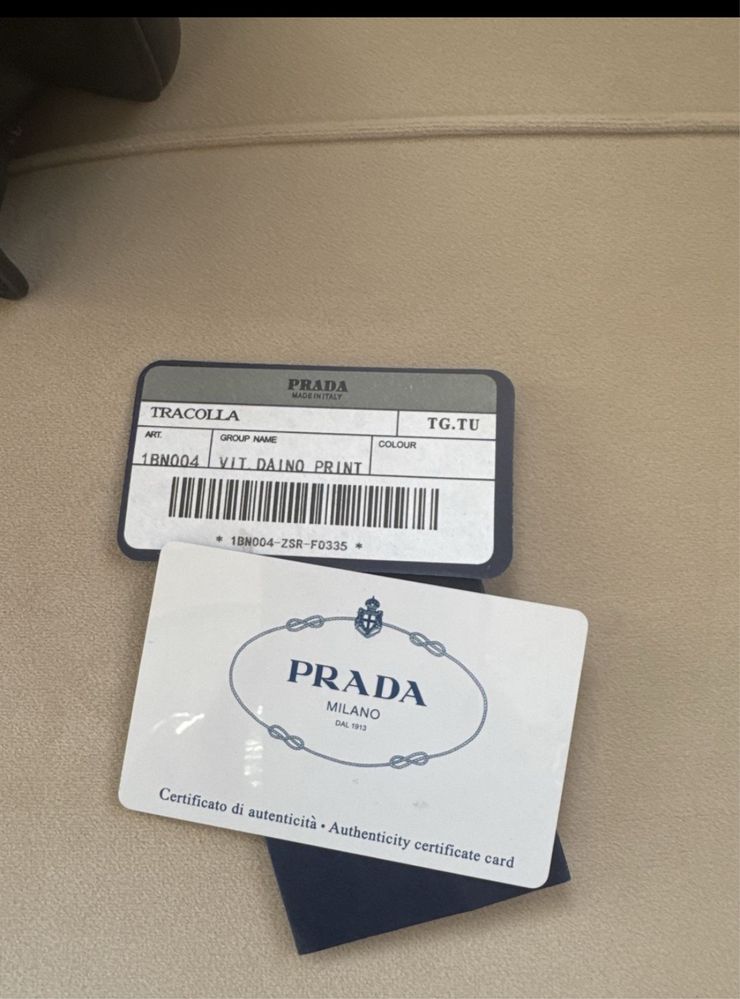 PRADA
MADE IN ITALY
TRACOLLA
TG.TU
ART.
GROUP NAME
COLOUR
1BN004
VIT.DAINO PRINT
* 1BN004-ZSR-F0335 *
PRADA
MILANO
DAL 1913
Certificato di autenticità • Authenticity certificate card